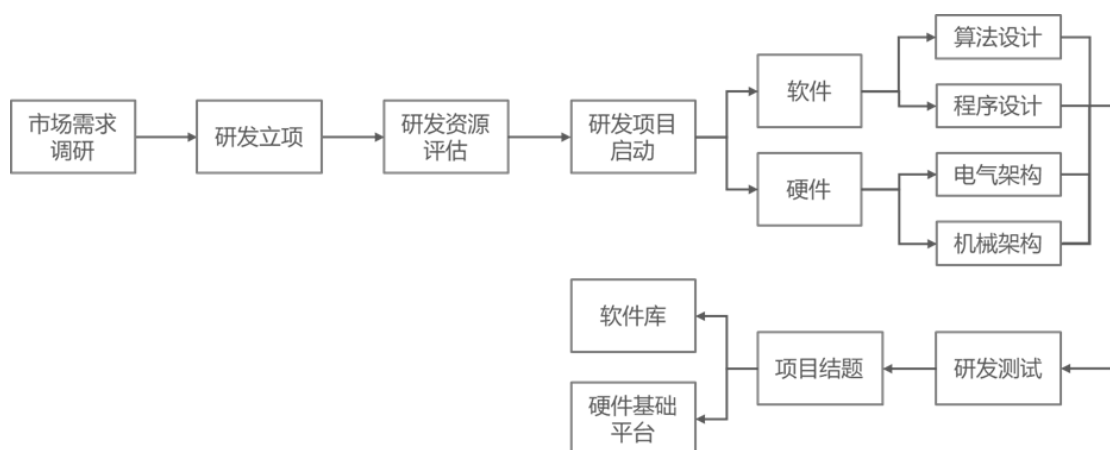 市场需求
调研
研发立项
研发资源
评估
研发项目
启动
软件
硬件
算法设计
程序设计
电气架构
机械架构
研发测试
项目结题
软件库
硬件基础
平台